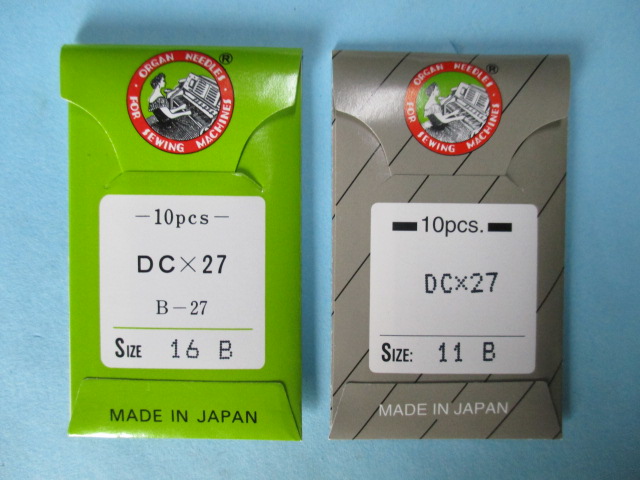 ORGAN NEEDLES
FOR SEWING MACHINES
®
-10pcs-
DC×27
B-27
SIZE 16 B
MADE IN JAPAN
ORGAN NEEDLES
FOR SEWING MACHINES
®
10pcs.
DC×27
SIZE: 11 B
MADE IN JAPAN